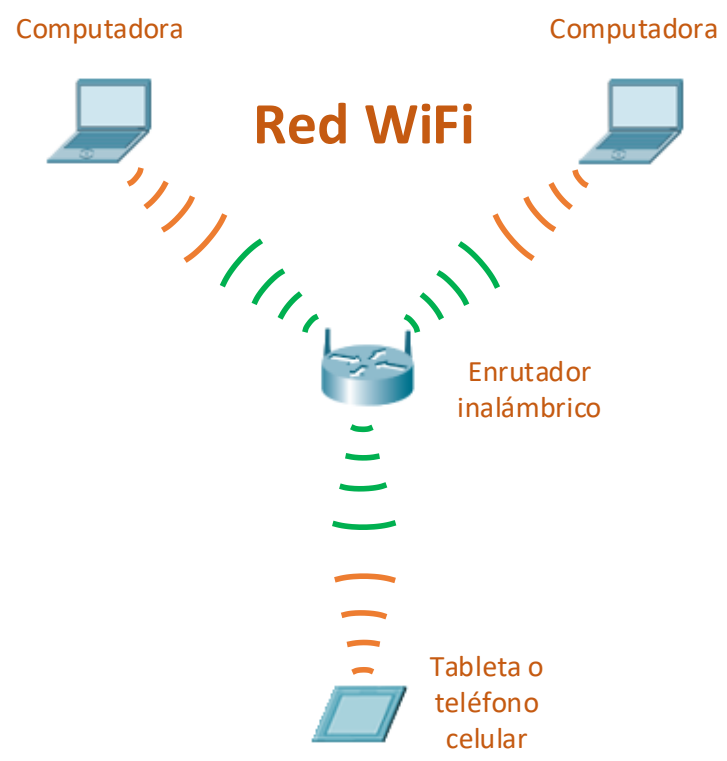 Computadora
Computadora
Red WiFi
Enrutador
inalámbrico
Tableta o
teléfono
celular